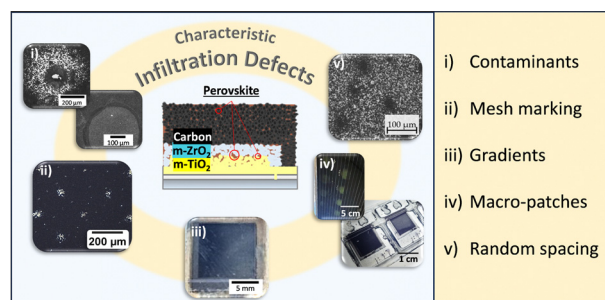 Characteristic
Infiltration Defects
Perovskite
Carbon
m-ZrO₂
m-TiO₂
i)
200 µm
100 µm
ii)
200 µm
iii)
5 mm
iv)
5 cm
1 cm
v)
100 µm
i) Contaminants
ii) Mesh marking
iii) Gradients
iv) Macro-patches
v) Random spacing